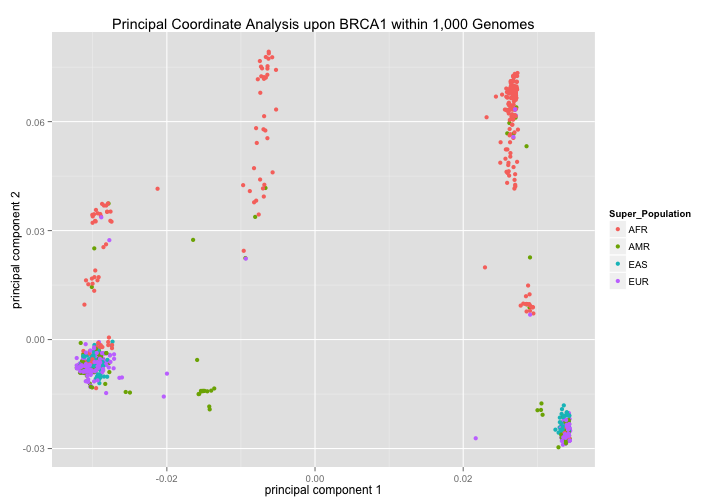 Principal Coordinate Analysis upon BRCA1 within 1,000 Genomes
principal component 2
0.06
0.03
0.00
-0.03
-0.02
0.00
0.02
principal component 1
Super_Population
AFR
AMR
EAS
EUR